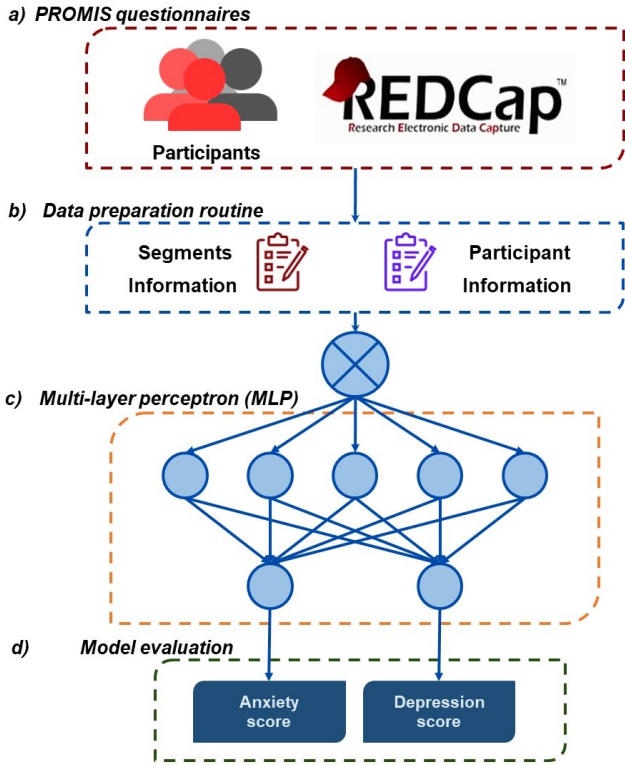 a) PROMIS questionnaires
REDCap™
Research Electronic Data Capture
Participants
b) Data preparation routine
Segments Information
Participant Information
c) Multi-layer perceptron (MLP)
d) Model evaluation
Anxiety score
Depression score